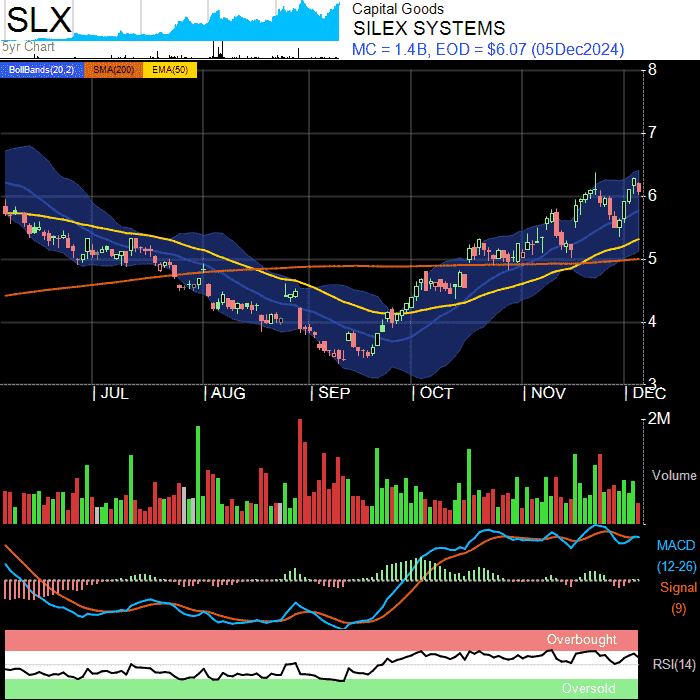 SLX
5yr Chart
Capital Goods
SILEX SYSTEMS
MC = 1.4B, EOD = $6.07 (05Dec2024)
BollBands(20,2) SMA(200) EMA(50)
8
7
6
5
4
3
JUL AUG SEP OCT NOV DEC
2M
Volume
MACD
(12-26)
Signal
(9)
Overbought
RSI(14)
Oversold